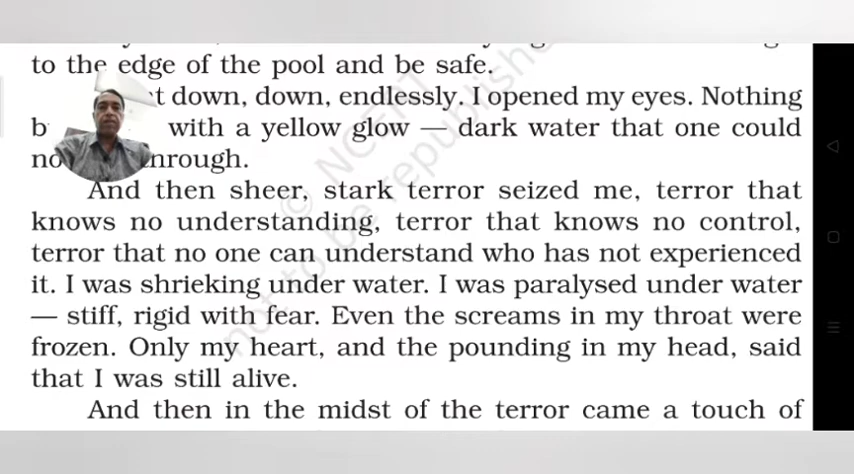 to the edge of the pool and be safe.
down, down, endlessly. I opened my eyes. Nothing
with a yellow glow — dark water that one could
And then sheer, stark terror seized me, terror that
knows no understanding, terror that knows no control,
terror that no one can understand who has not experienced
it. I was shrieking under water. I was paralysed under water
— stiff, rigid with fear. Even the screams in my throat were
frozen. Only my heart, and the pounding in my head, said
that I was still alive.
And then in the midst of the terror came a touch of
© NCERT
not to be republished